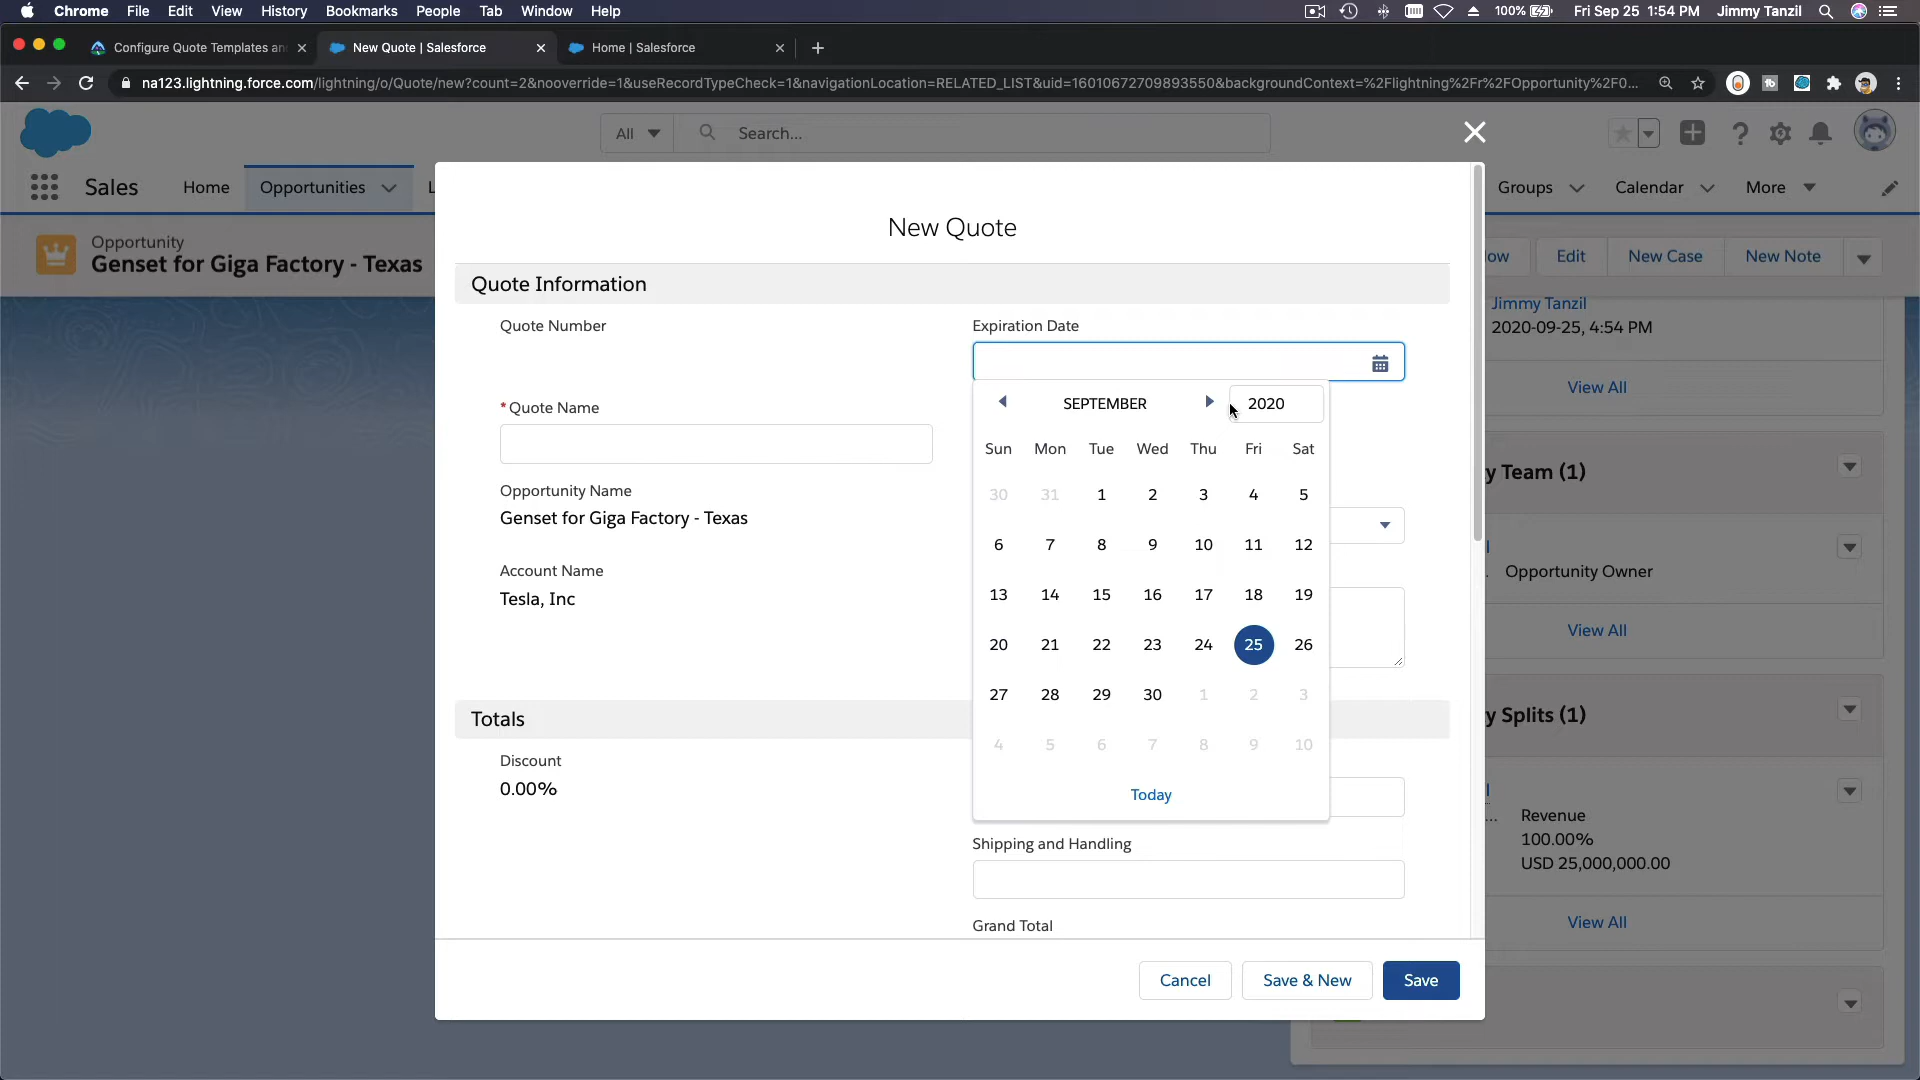 Chrome File Edit View History Bookmarks People Tab Window Help 100% Fri Sep 25 1:54 PM Jimmy Tanzil
Configure Quote Templates an New Quote | Salesforce Home | Salesforce
na123.lightning.force.com/lightning/o/Quote/new?count=2&nooverride=1&useRecordTypeCheck=1&navigationLocation=RELATED_LIST&uid=16010672709893550&backgroundContext=%2Flightning%2Fr%2FOpportunity%2F0...
All Search...
Sales Home Opportunities Groups Calendar More
Opportunity
Genset for Giga Factory - Texas
Edit New Case New Note
Jimmy Tanzil
2020-09-25, 4:54 PM
View All
y Team (1)
Opportunity Owner
View All
y Splits (1)
Revenue
100.00%
USD 25,000,000.00
View All
New Quote
Quote Information
Quote Number
Expiration Date
* Quote Name
Opportunity Name
Genset for Giga Factory - Texas
Account Name
Tesla, Inc
SEPTEMBER 2020
Sun Mon Tue Wed Thu Fri Sat
30 31 1 2 3 4 5
6 7 8 9 10 11 12
13 14 15 16 17 18 19
20 21 22 23 24 25 26
27 28 29 30 1 2 3
4 5 6 7 8 9 10
Today
Totals
Discount
0.00%
Shipping and Handling
Grand Total
Cancel Save & New Save